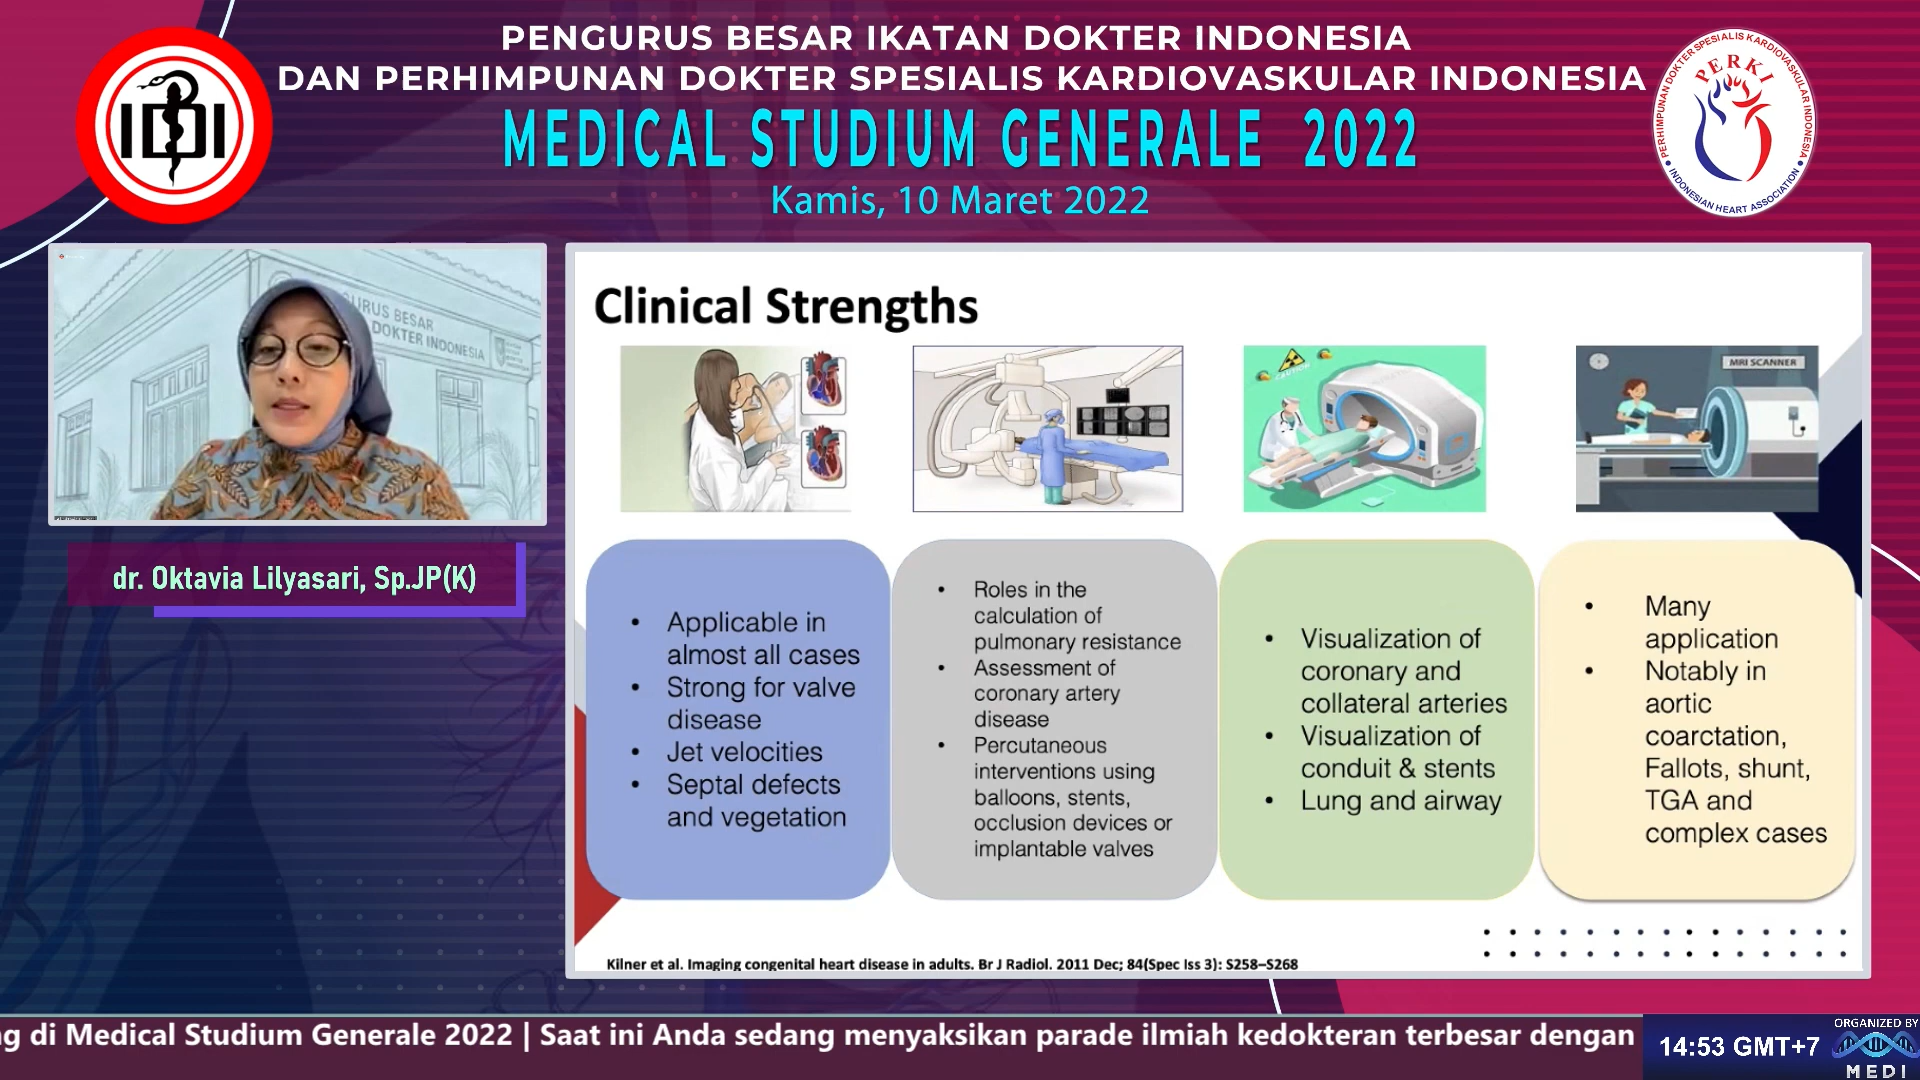 PENGURUS BESAR IKATAN DOKTER INDONESIA
DAN PERHIMPUNAN DOKTER SPESIALIS KARDIOVASKULAR INDONESIA
MEDICAL STUDIUM GENERALE 2022
Kamis, 10 Maret 2022
IDI
PERHIMPUNAN DOKTER SPESIALIS KARDIOVASKULAR INDONESIA
PERKI
INDONESIAN HEART ASSOCIATION
GURUS BESAR
DOKTER INDONESIA
dr. Oktavia Lilyasari, Sp.JP(K)
Clinical Strengths
CAUTION
MRI SCANNER
• Applicable in
almost all cases
• Strong for valve
disease
• Jet velocities
• Septal defects
and vegetation
• Roles in the
calculation of
pulmonary resistance
• Assessment of
coronary artery
disease
• Percutaneous
interventions using
balloons, stents,
occlusion devices or
implantable valves
• Visualization of
coronary and
collateral arteries
• Visualization of
conduit & stents
• Lung and airway
• Many
application
• Notably in
aortic
coarctation,
Fallots, shunt,
TGA and
complex cases
Kilner et al. Imaging congenital heart disease in adults. Br J Radiol. 2011 Dec; 84(Spec Iss 3): S258–S268
g di Medical Studium Generale 2022 | Saat ini Anda sedang menyaksikan parade ilmiah kedokteran terbesar dengan
14:53 GMT+7
ORGANIZED BY
MEDI